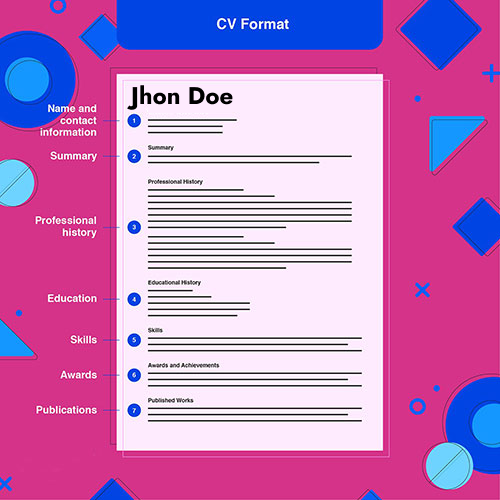 CV Format
Jhon Doe
Name and
contact
information
1
Summary
2
Summary
Professional History
Professional
history
3
Educational History
Education
4
Skills
Skills
5
Awards and Achievements
Awards
6
Published Works
Publications
7